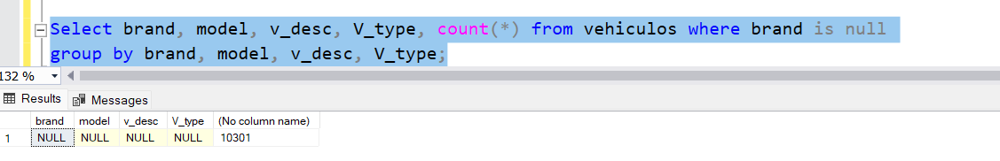 Select brand, model, v_desc, V_type, count(*) from vehiculos where brand is null
group by brand, model, v_desc, V_type;
132 %
Results Messages
brand model v_desc V_type (No column name)
1 NULL NULL NULL NULL 10301